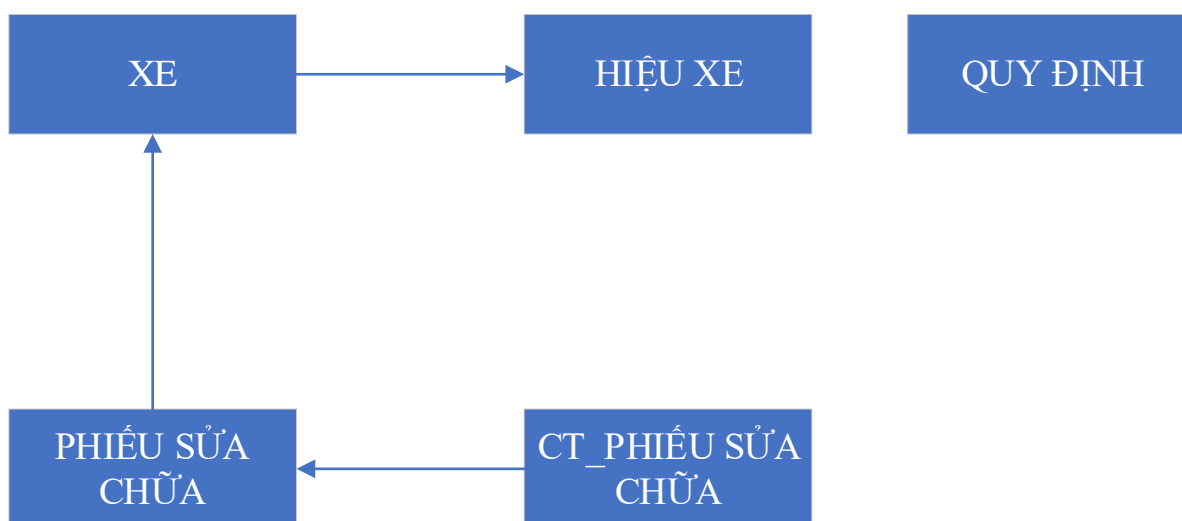 XE
HIỆU XE
QUY ĐỊNH
PHIẾU SỬA
CHỮA
CT_PHIẾU SỬA
CHỮA